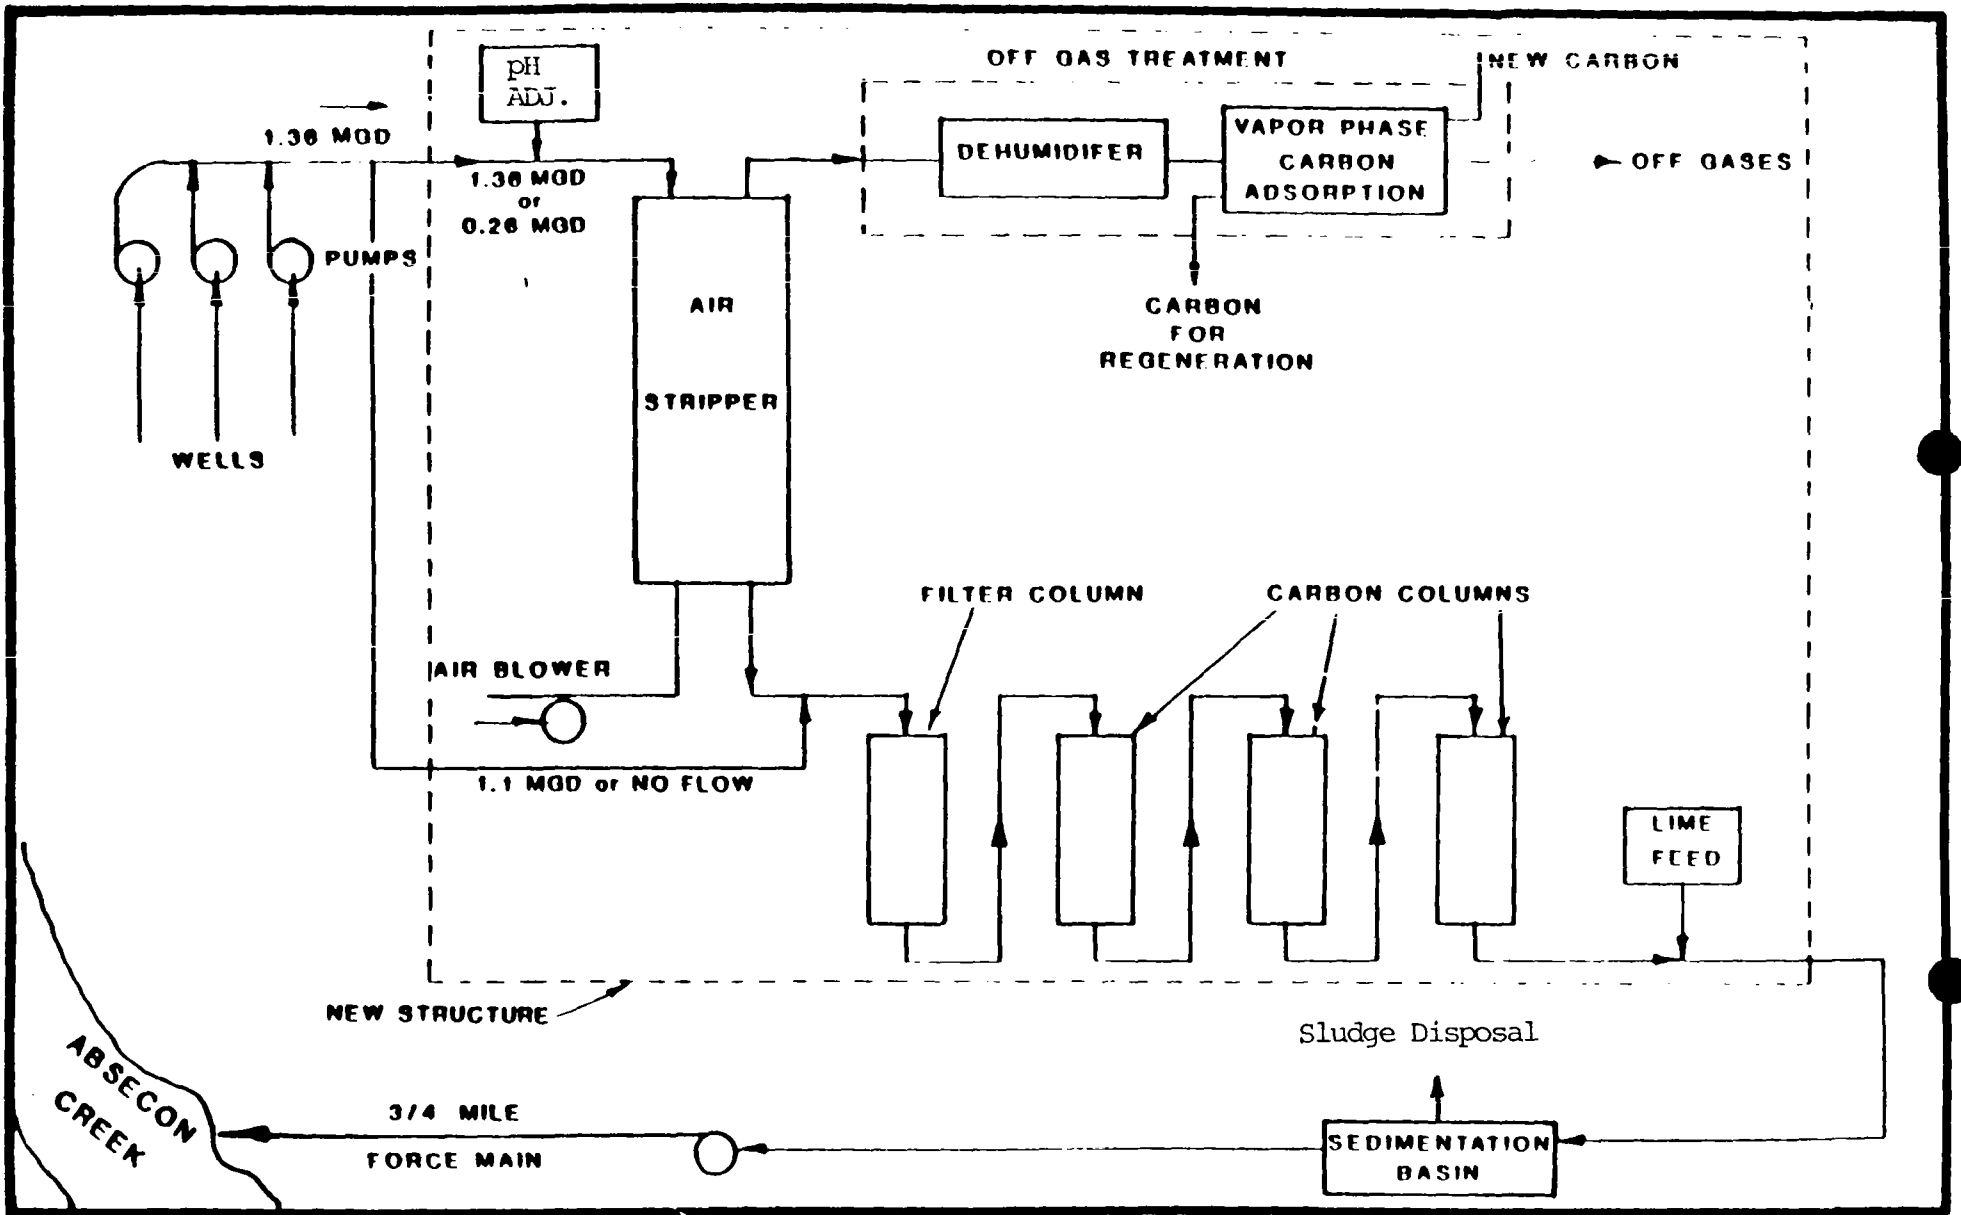 pH
ADJ.
OFF GAS TREATMENT
NEW CARBON
1.36 MGD
DEHUMIDIFER
VAPOR PHASE
CARBON
ADSORPTION
OFF GASES
1.36 MGD
or
0.26 MGD
PUMPS
AIR
STRIPPER
CARBON
FOR
REGENERATION
WELLS
FILTER COLUMN
CARBON COLUMNS
AIR BLOWER
1.1 MGD or NO FLOW
LIME
FEED
NEW STRUCTURE
Sludge Disposal
ABSECON
CREEK
3/4 MILE
FORCE MAIN
SEDIMENTATION
BASIN